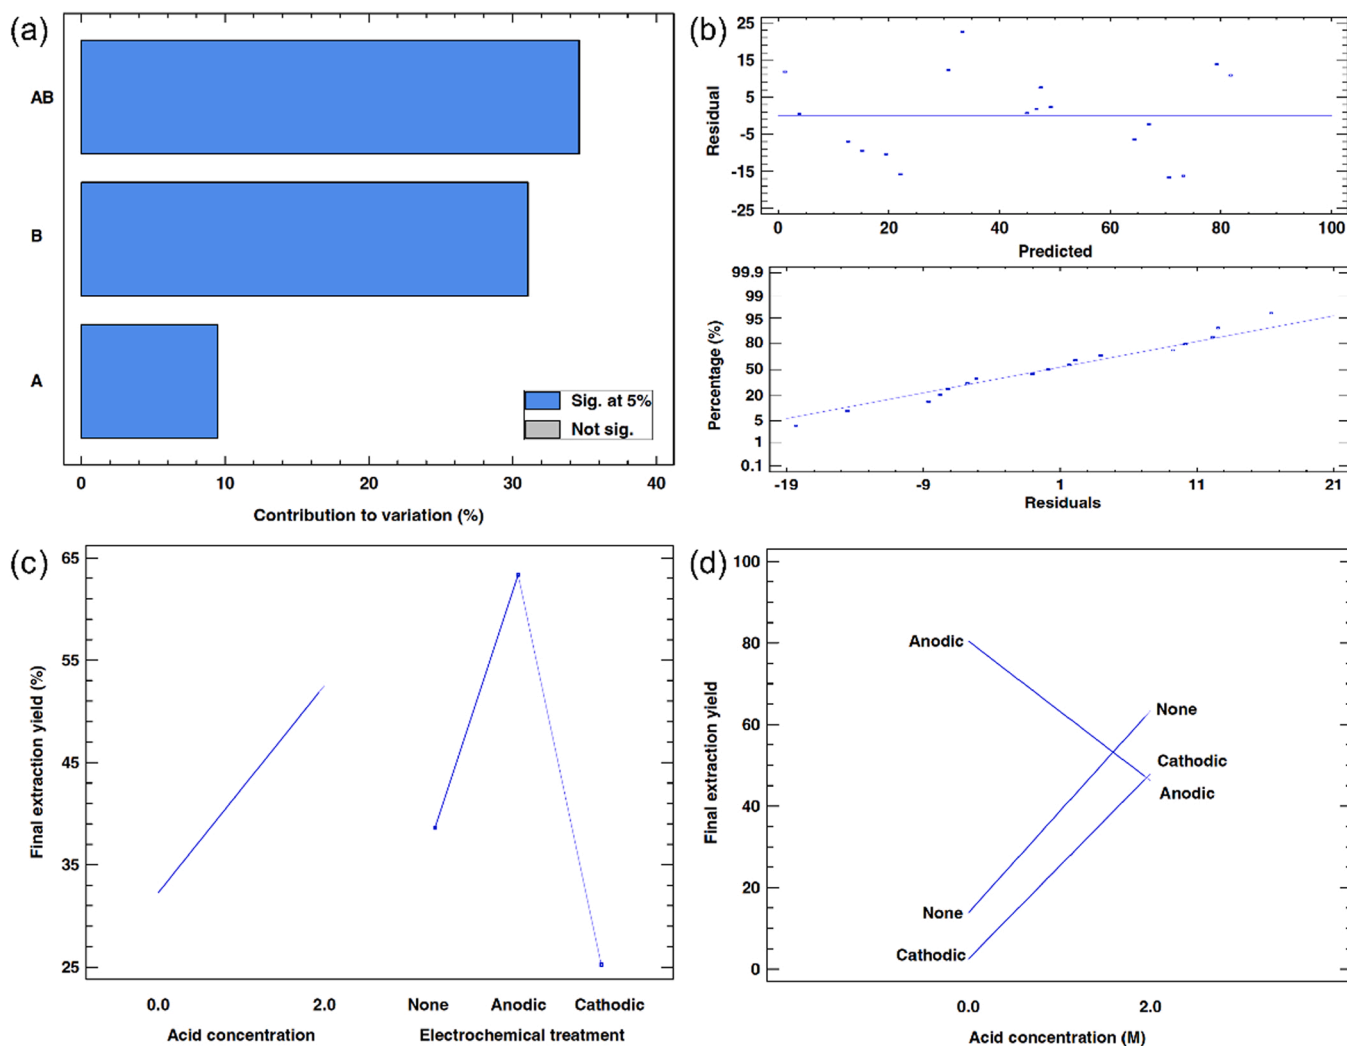 (a)
AB
B
A
Sig. at 5%
Not sig.
0 10 20 30 40
Contribution to variation (%)
(b)
25
15
5
-5
-15
-25
Residual
0 20 40 60 80 100
Predicted
99.9
99
95
80
50
20
5
1
0.1
Percentage (%)
-19 -9 1 11 21
Residuals
(c)
65
55
45
35
25
Final extraction yield (%)
0.0 2.0 None Anodic Cathodic
Acid concentration Electrochemical treatment
(d)
100
80
60
40
20
0
Final extraction yield
Anodic
None
Cathodic
Anodic
None
Cathodic
0.0 2.0
Acid concentration (M)